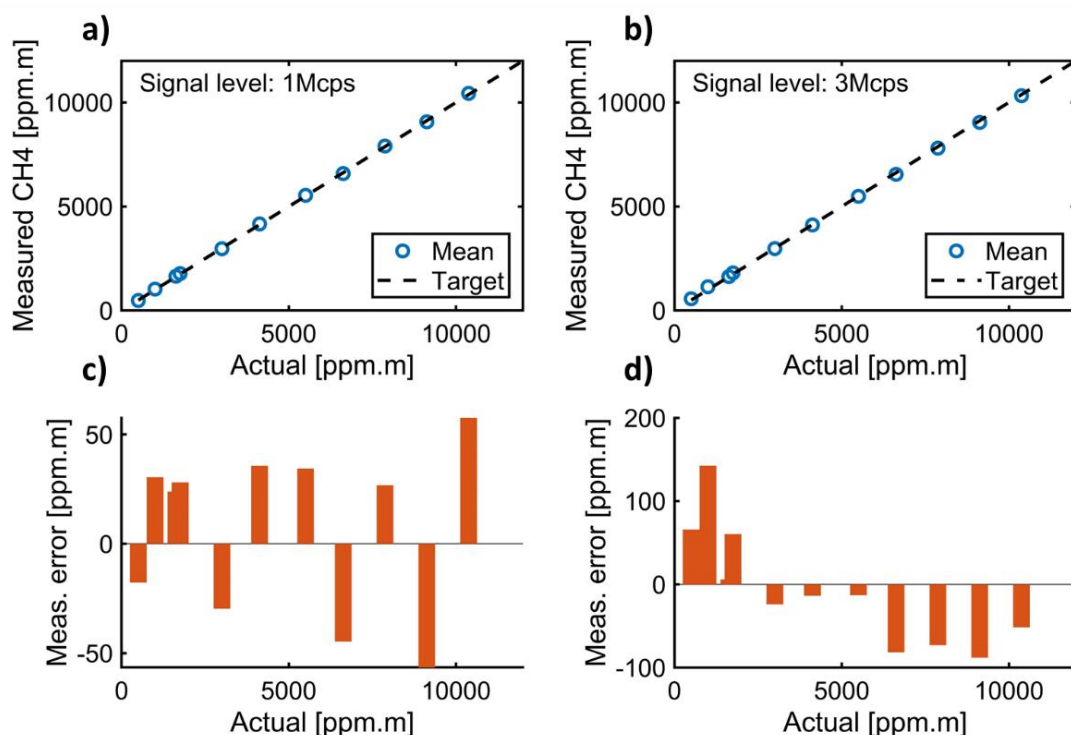 a)
Signal level: 1Mcps
Measured CH4 [ppm.m]
10000
5000
0
Mean
Target
0 5000 10000
Actual [ppm.m]
b)
Signal level: 3Mcps
Measured CH4 [ppm.m]
10000
5000
0
Mean
Target
0 5000 10000
Actual [ppm.m]
c)
Meas. error [ppm.m]
50
0
-50
0 5000 10000
Actual [ppm.m]
d)
Meas. error [ppm.m]
200
100
0
-100
0 5000 10000
Actual [ppm.m]